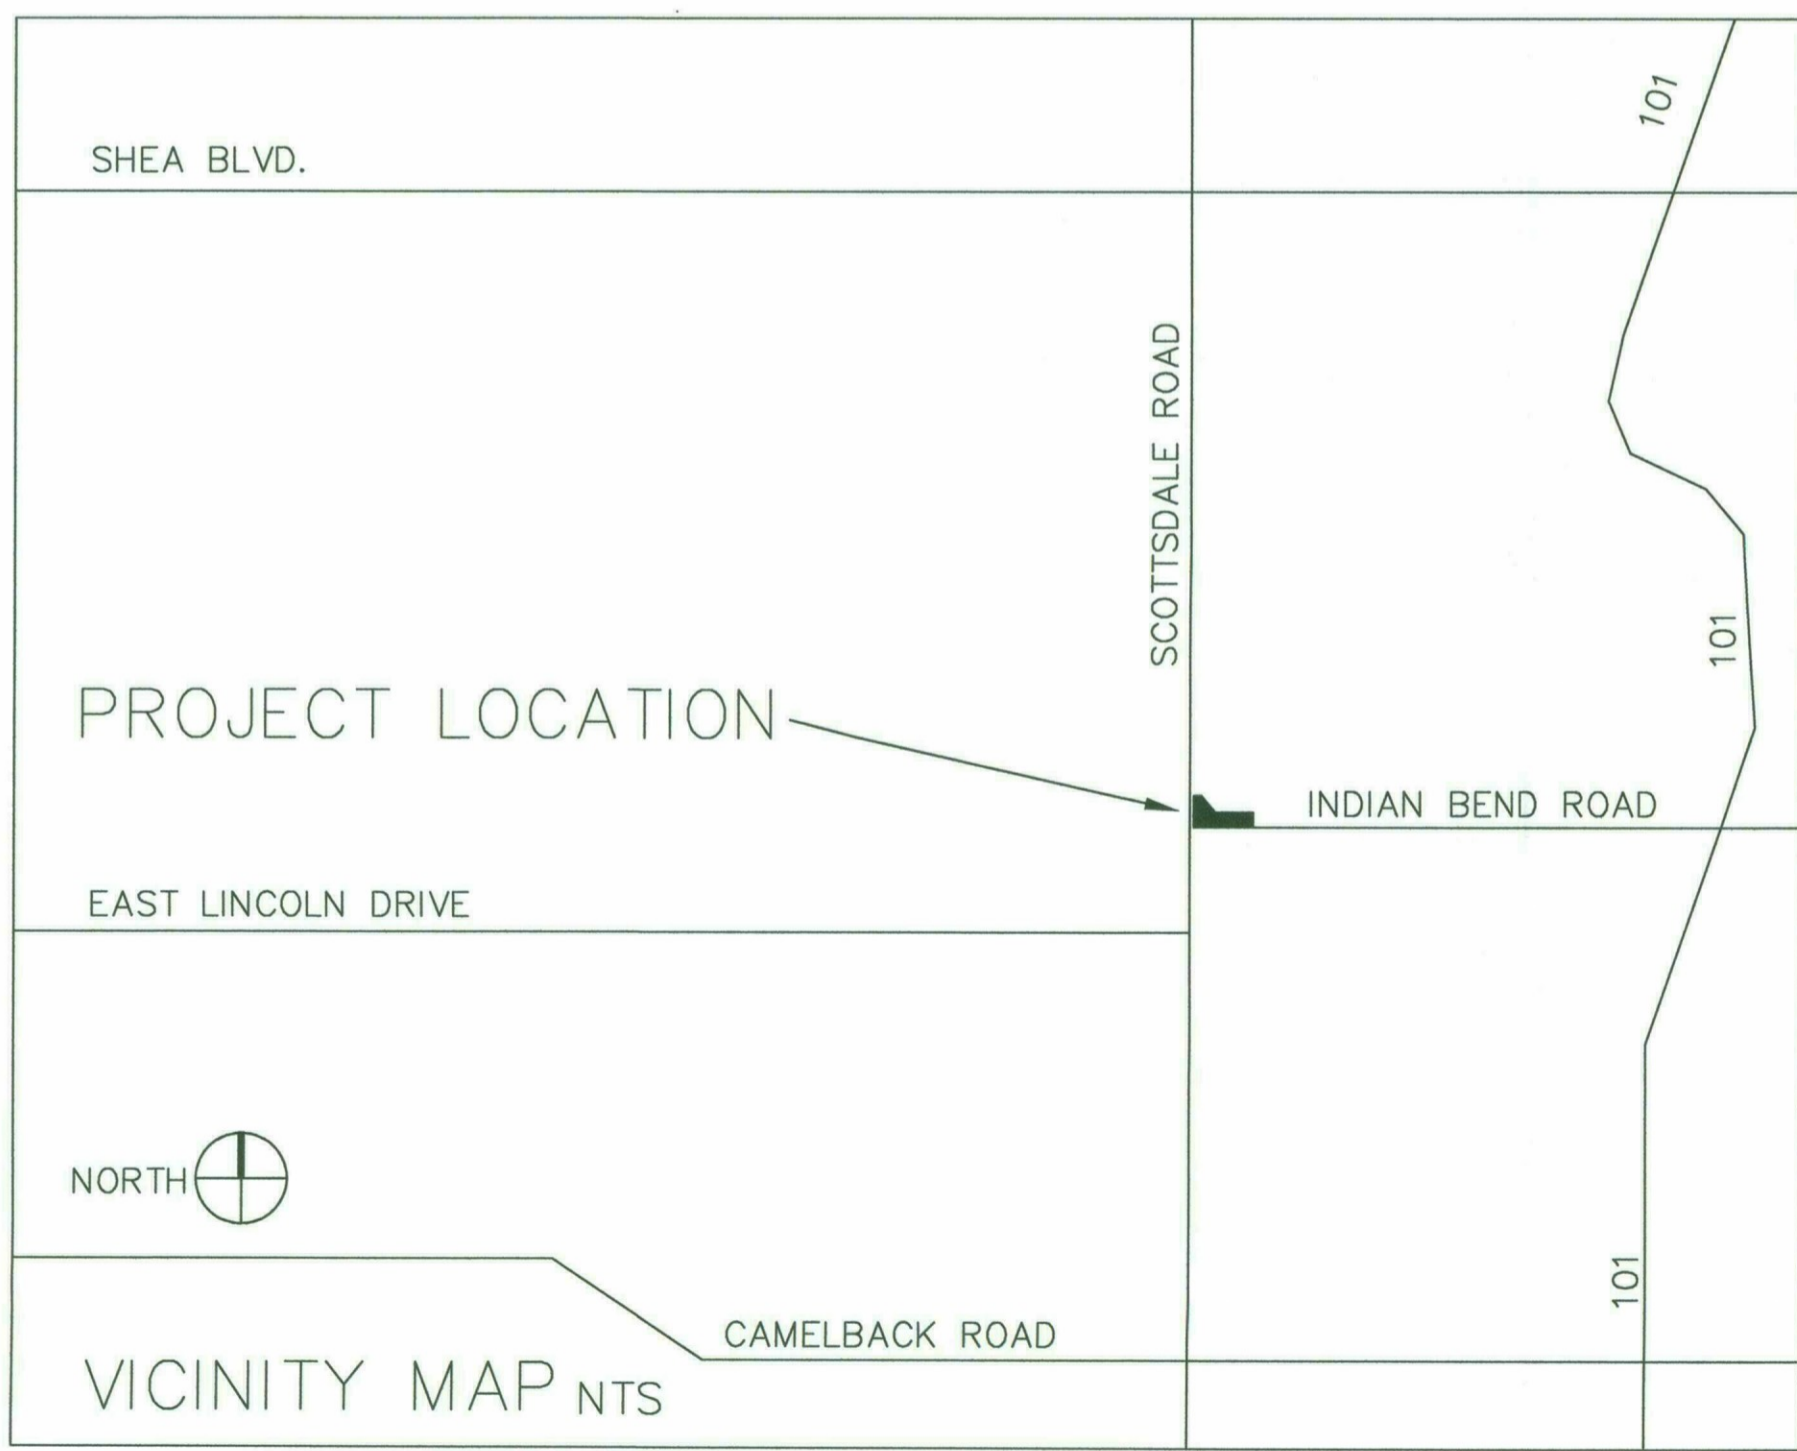 101
SHEA BLVD.
SCOTTSDALE ROAD
101
PROJECT LOCATION
INDIAN BEND ROAD
EAST LINCOLN DRIVE
NORTH
101
CAMELBACK ROAD
VICINITY MAP NTS